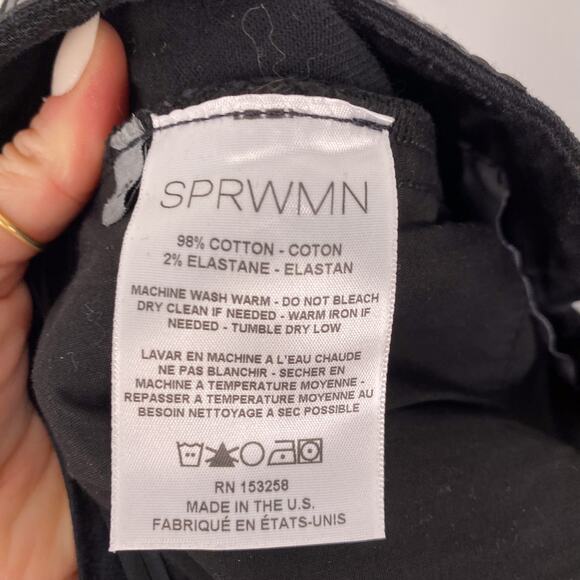 SPRWMN
98% COTTON - COTON
2% ELASTANE - ELASTAN
MACHINE WASH WARM - DO NOT BLEACH
DRY CLEAN IF NEEDED - WARM IRON IF
NEEDED - TUMBLE DRY LOW
LAVAR EN MACHINE A L'EAU CHAUDE
NE PAS BLANCHIR - SECHER EN
MACHINE A TEMPERATURE MOYENNE -
REPASSER A TEMPERATURE MOYENNE AU
BESOIN NETTOYAGE A SEC POSSIBLE
RN 153258
MADE IN THE U.S.
FABRIQUÉ EN ÉTATS-UNIS